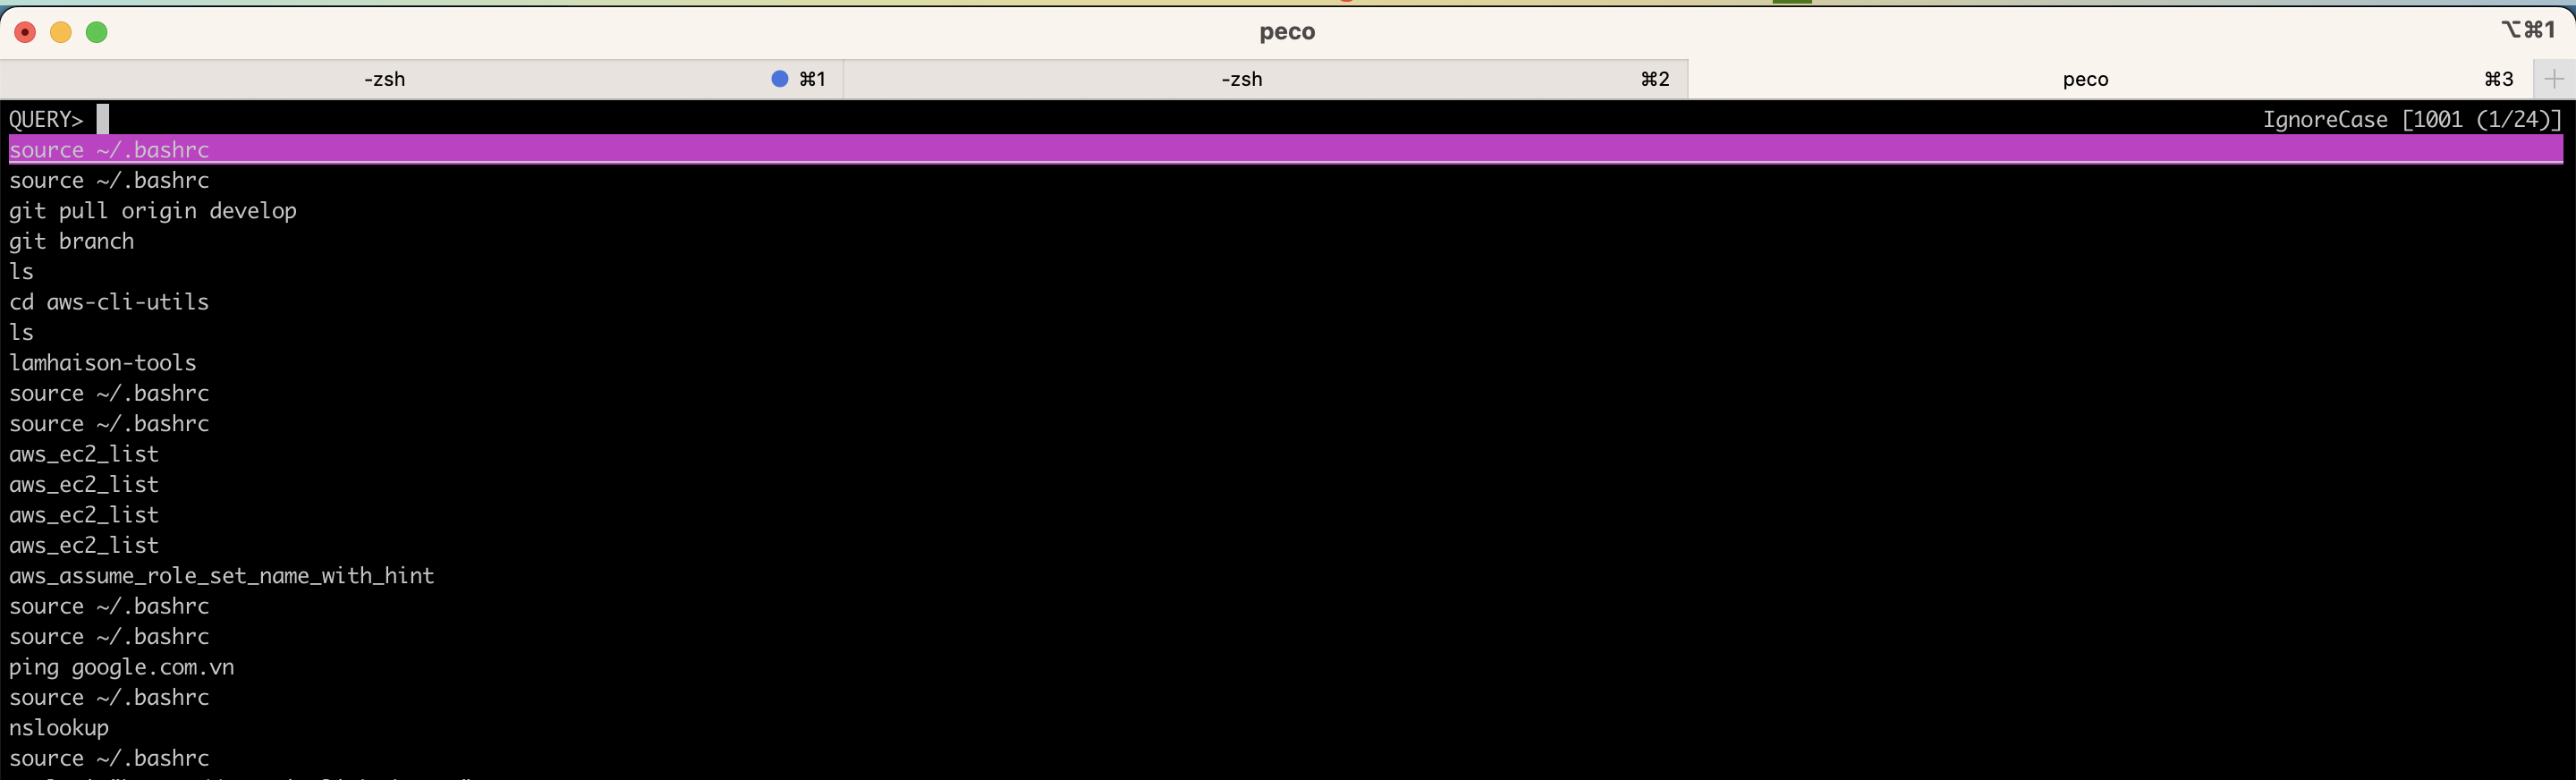 peco
⌥⌘1
-zsh ⌘1
-zsh ⌘2
peco ⌘3
QUERY> IgnoreCase [1001 (1/24)]
source ~/.bashrc
source ~/.bashrc
git pull origin develop
git branch
ls
cd aws-cli-utils
ls
lamhaison-tools
source ~/.bashrc
source ~/.bashrc
aws_ec2_list
aws_ec2_list
aws_ec2_list
aws_ec2_list
aws_assume_role_set_name_with_hint
source ~/.bashrc
source ~/.bashrc
ping google.com.vn
source ~/.bashrc
nslookup
source ~/.bashrc